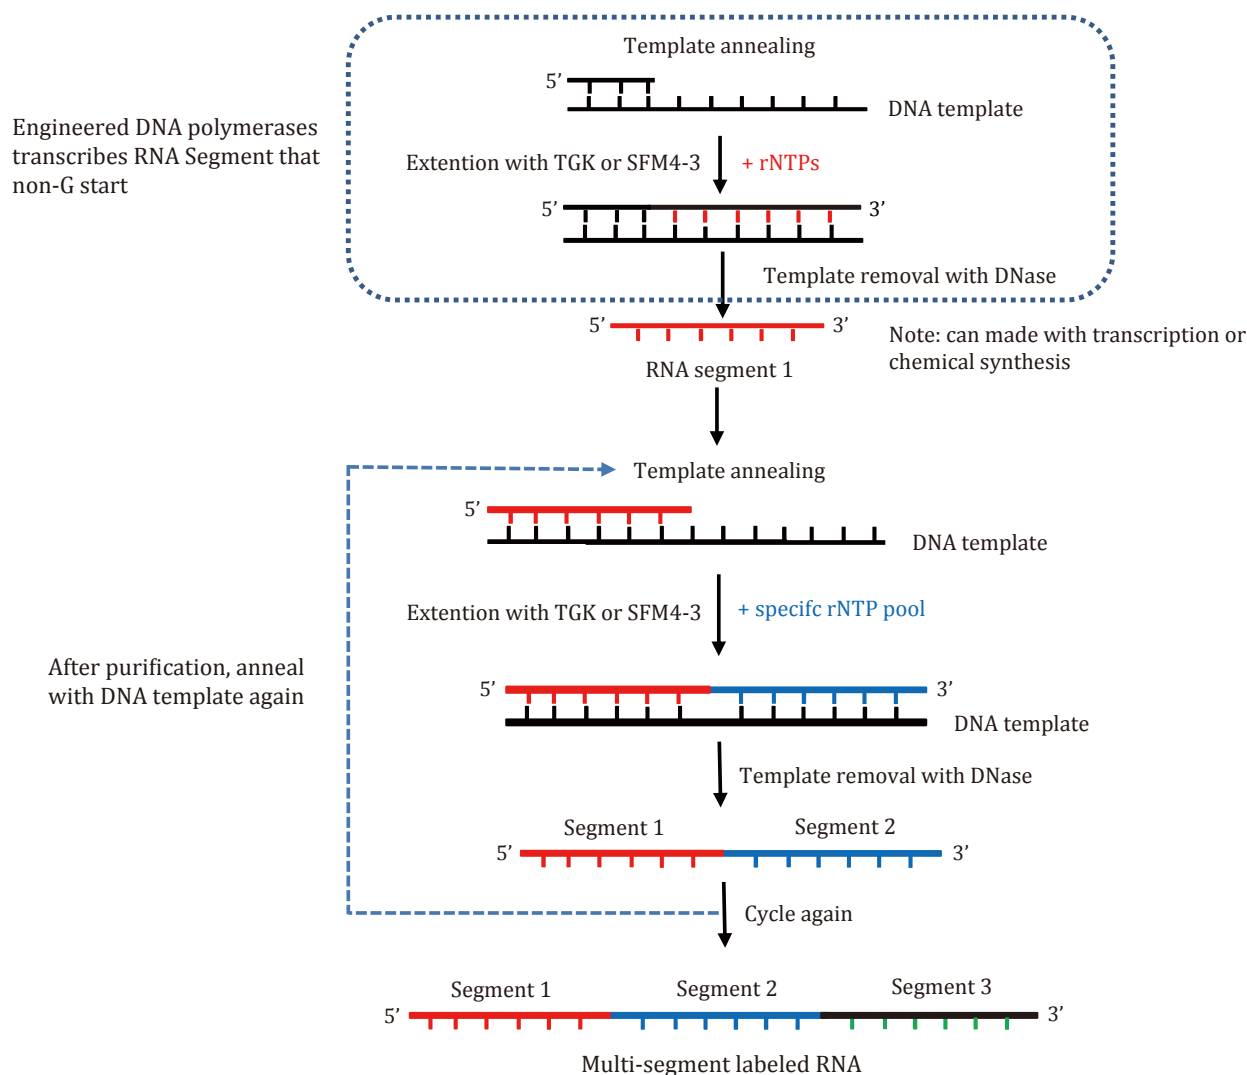 Template annealing
5’
DNA template
Engineered DNA polymerases
transcribes RNA Segment that
non-G start
Extention with TGK or SFM4-3
+ rNTPs
5’
3’
Template removal with DNase
5’
3’
Note: can made with transcription or
chemical synthesis
RNA segment 1
Template annealing
5’
DNA template
Extention with TGK or SFM4-3
+ specifc rNTP pool
After purification, anneal
with DNA template again
5’
3’
DNA template
Template removal with DNase
Segment 1
Segment 2
5’
3’
Cycle again
Segment 1
Segment 2
Segment 3
5’
3’
Multi-segment labeled RNA